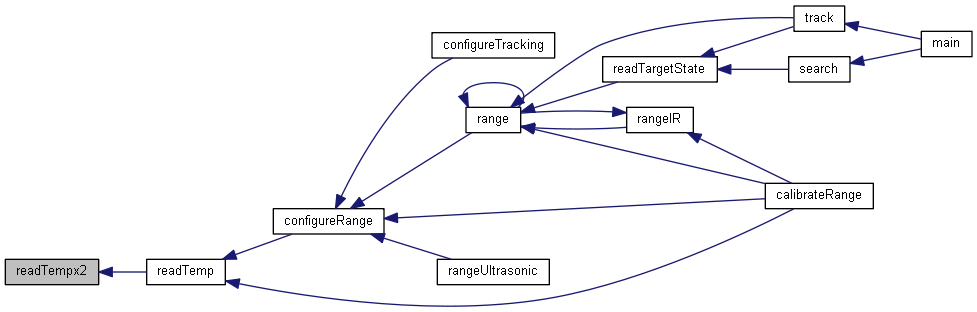 track
main
configureTracking
readTargetState
search
range
rangeIR
calibrateRange
configureRange
readTempx2
readTemp
rangeUltrasonic